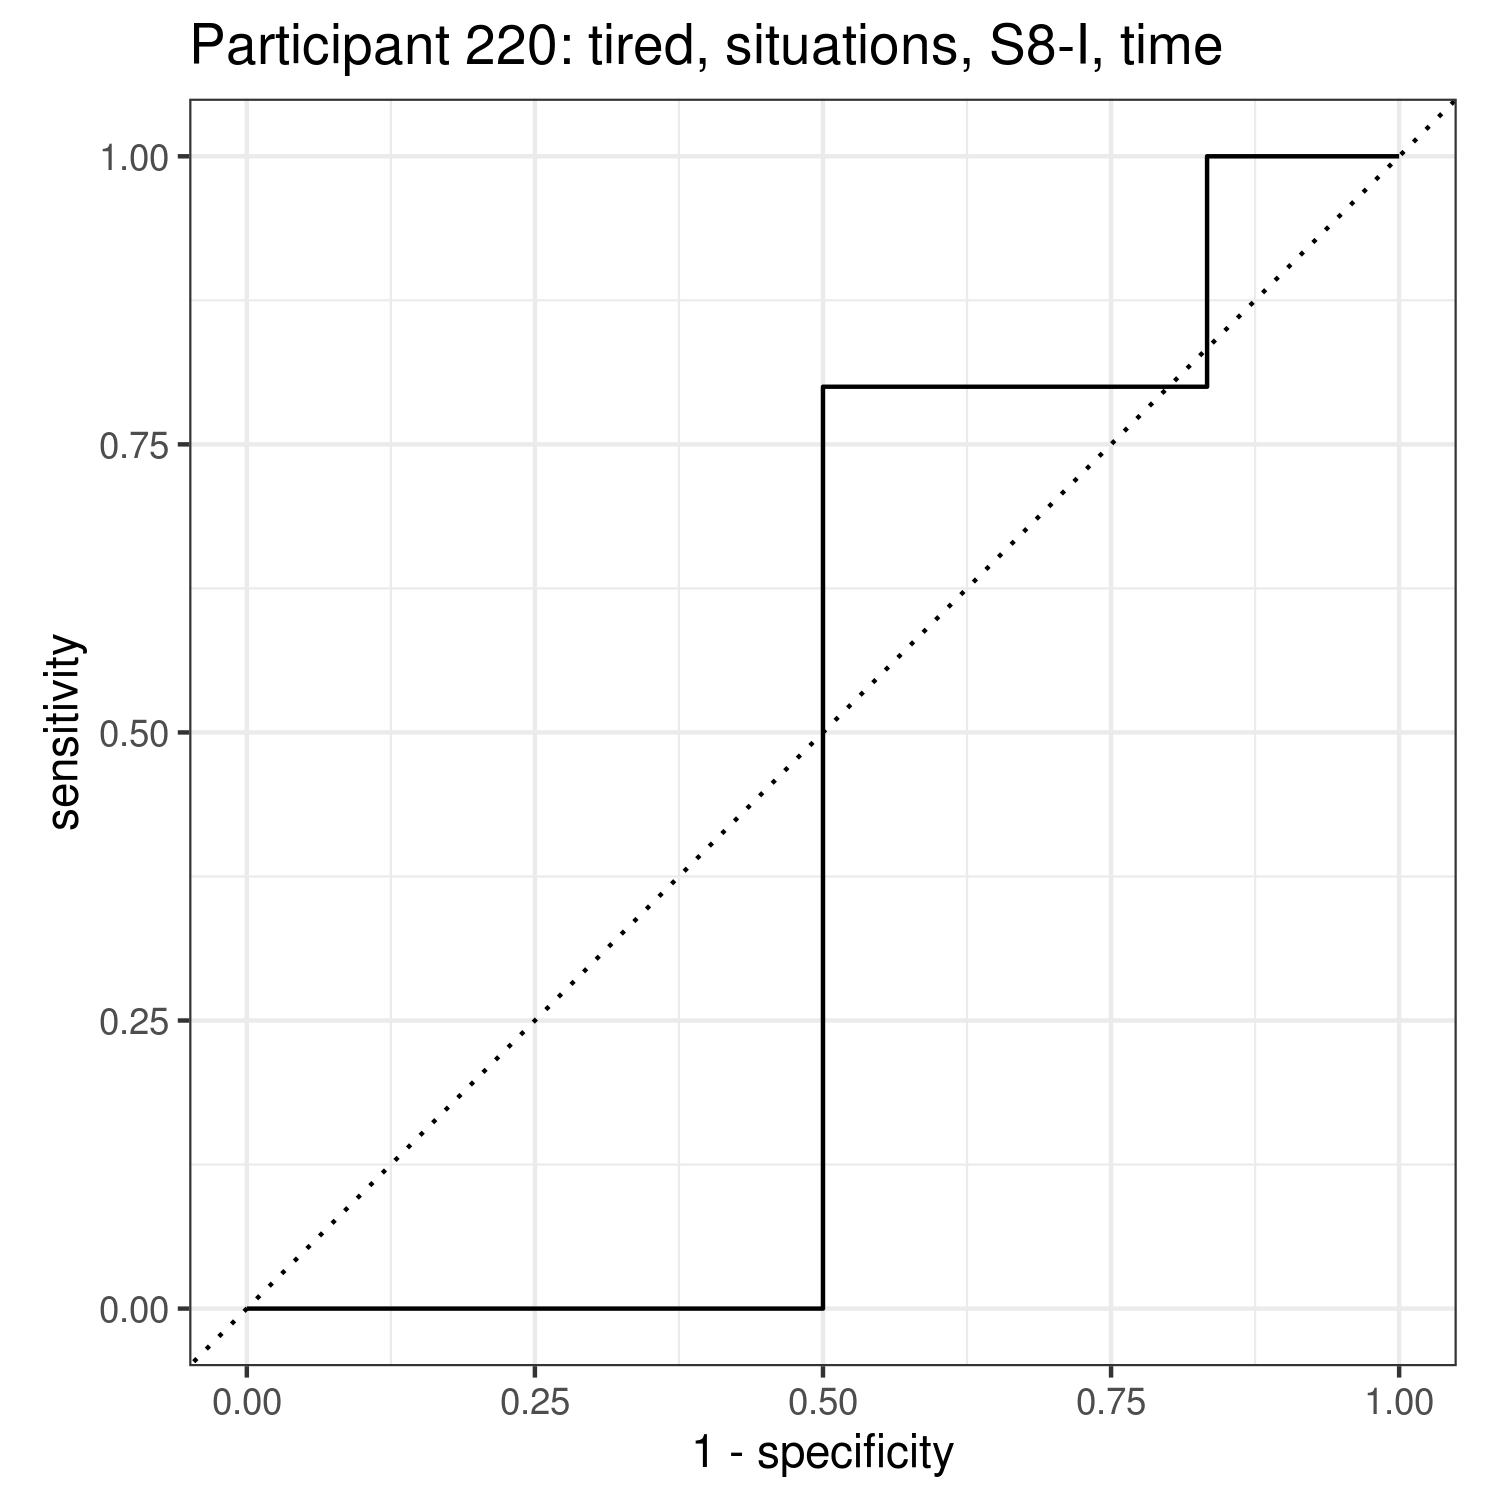 Participant 220: tired, situations, S8-I, time
1.00
0.75
0.50
0.25
0.00
sensitivity
0.00 0.25 0.50 0.75 1.00
1 - specificity